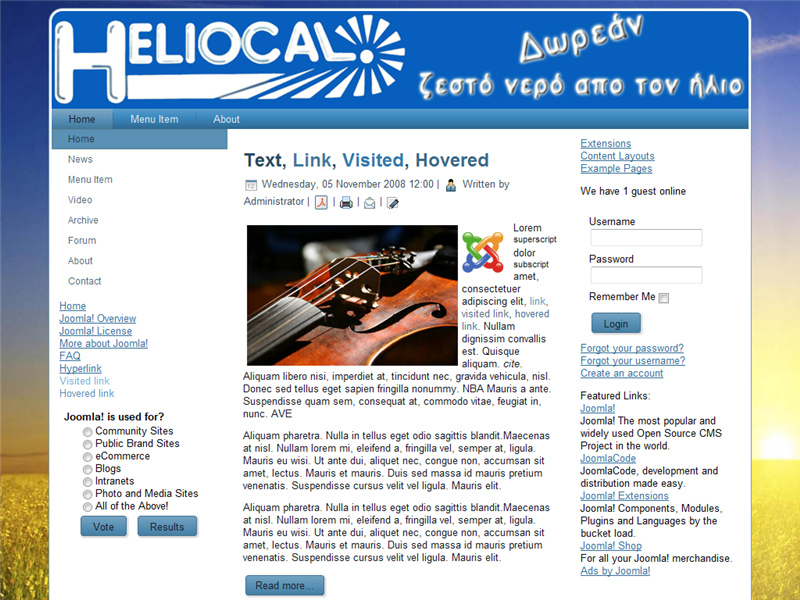 HELIOCAL
Δωρεάν
ζεστό νερό απο τον ήλιο
Home Menu Item About
Home
News
Menu Item
Video
Archive
Forum
About
Contact
Home
Joomla! Overview
Joomla! License
More about Joomla!
FAQ
Hyperlink
Visited link
Hovered link
Joomla! is used for?
Community Sites
Public Brand Sites
eCommerce
Blogs
Intranets
Photo and Media Sites
All of the Above!
Vote Results
Text, Link, Visited, Hovered
Wednesday, 05 November 2008 12:00 | Written by
Administrator | | | |
Lorem
superscript
dolor
subscript
amet,
consectetuer
adipiscing elit, link,
visited link, hovered
link. Nullam
dignissim convallis
est. Quisque
aliquam. cite.
Aliquam libero nisi, imperdiet at, tincidunt nec, gravida vehicula, nisl.
Donec sed tellus eget sapien fringilla nonummy. NBA Mauris a ante.
Suspendisse quam sem, consequat at, commodo vitae, feugiat in,
nunc. AVE
Aliquam pharetra. Nulla in tellus eget odio sagittis blandit.Maecenas
at nisl. Nullam lorem mi, eleifend a, fringilla vel, semper at, ligula.
Mauris eu wisi. Ut ante dui, aliquet nec, congue non, accumsan sit
amet, lectus. Mauris et mauris. Duis sed massa id mauris pretium
venenatis. Suspendisse cursus velit vel ligula. Mauris elit.
Aliquam pharetra. Nulla in tellus eget odio sagittis blandit.Maecenas
at nisl. Nullam lorem mi, eleifend a, fringilla vel, semper at, ligula.
Mauris eu wisi. Ut ante dui, aliquet nec, congue non, accumsan sit
amet, lectus. Mauris et mauris. Duis sed massa id mauris pretium
venenatis. Suspendisse cursus velit vel ligula. Mauris elit.
Read more...
Extensions
Content Layouts
Example Pages
We have 1 guest online
Username
Password
Remember Me
Login
Forgot your password?
Forgot your username?
Create an account
Featured Links:
Joomla!
Joomla! The most popular and
widely used Open Source CMS
Project in the world.
JoomlaCode
JoomlaCode, development and
distribution made easy.
Joomla! Extensions
Joomla! Components, Modules,
Plugins and Languages by the
bucket load.
Joomla! Shop
For all your Joomla! merchandise.
Ads by Joomla!